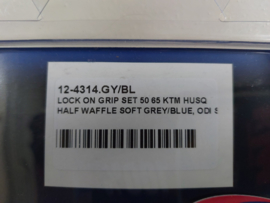 12-4314.GY/BL
LOCK ON GRIP SET 50 65 KTM HUSQ
HALF WAFFLE SOFT GREY/BLUE, ODI S